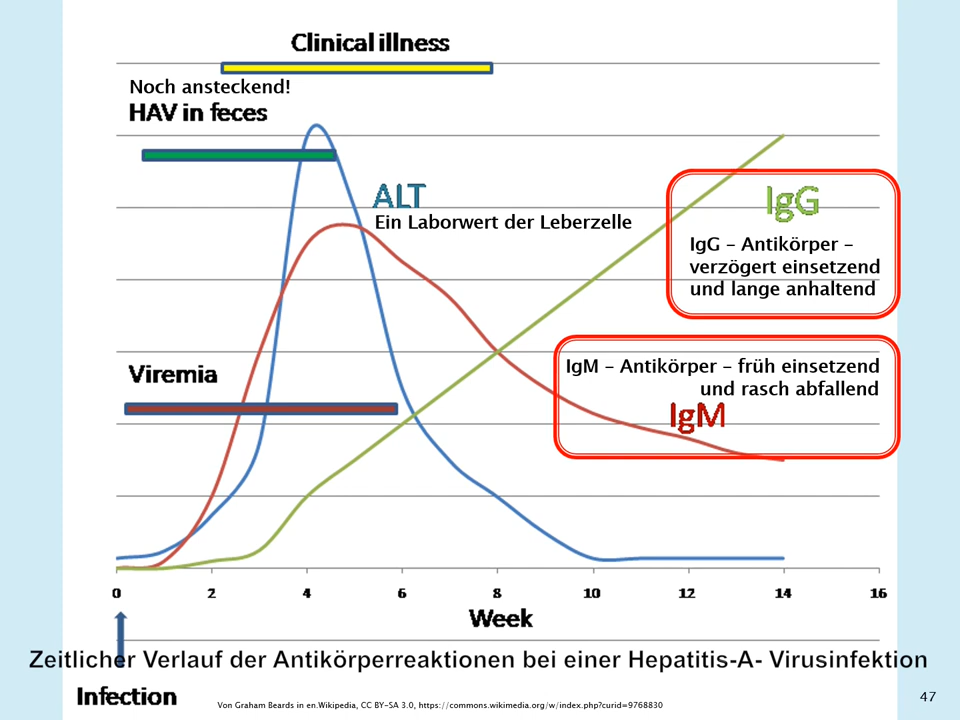 Clinical illness
Noch ansteckend!
HAV in feces
ALT
Ein Laborwert der Leberzelle
IgG
IgG – Antikörper –
verzögert einsetzend
und lange anhaltend
Viremia
IgM – Antikörper – früh einsetzend
und rasch abfallend
IgM
0 2 4 6 8 10 12 14 16
Week
Zeitlicher Verlauf der Antikörperreaktionen bei einer Hepatitis-A- Virusinfektion
Infection
Von Graham Beards in en.Wikipedia, CC BY-SA 3.0, https://commons.wikimedia.org/w/index.php?curid=9768830
47